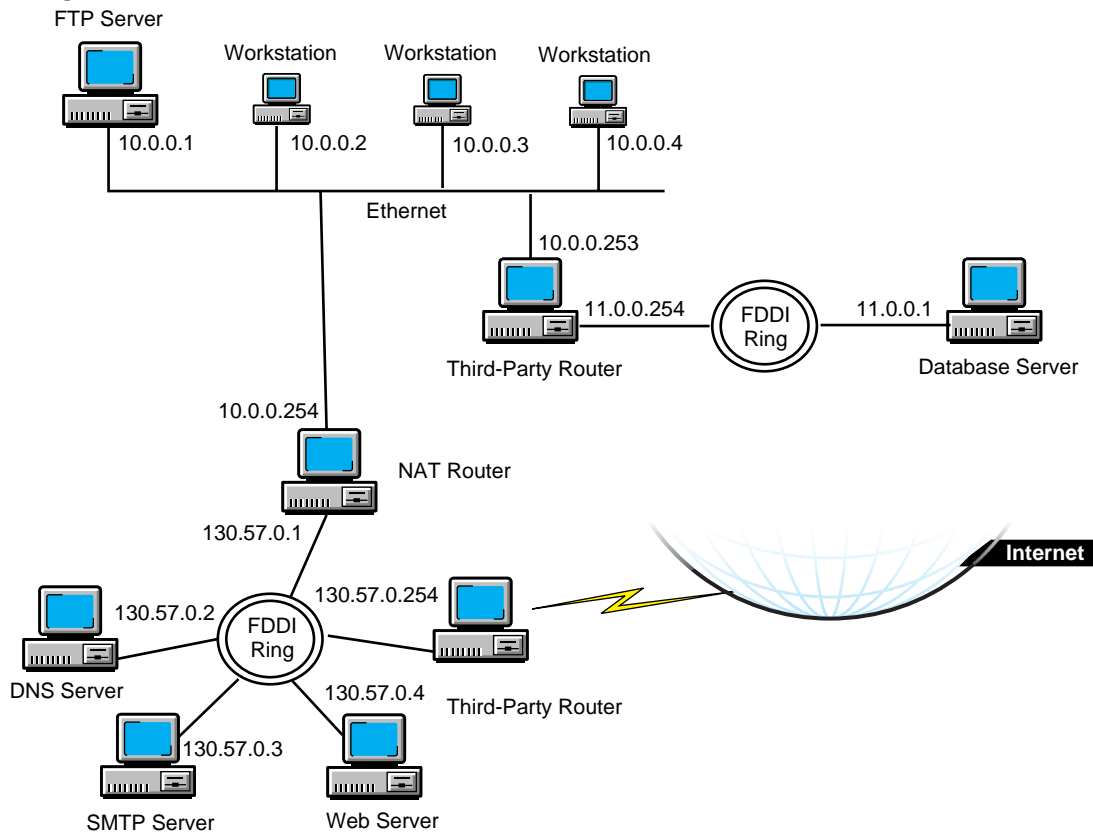 FTP Server
Workstation
Workstation
Workstation
10.0.0.1
10.0.0.2
10.0.0.3
10.0.0.4
Ethernet
10.0.0.253
11.0.0.254
FDDI
Ring
11.0.0.1
Third-Party Router
Database Server
10.0.0.254
NAT Router
130.57.0.1
Internet
130.57.0.2
130.57.0.254
FDDI
Ring
DNS Server
130.57.0.4
Third-Party Router
130.57.0.3
SMTP Server
Web Server